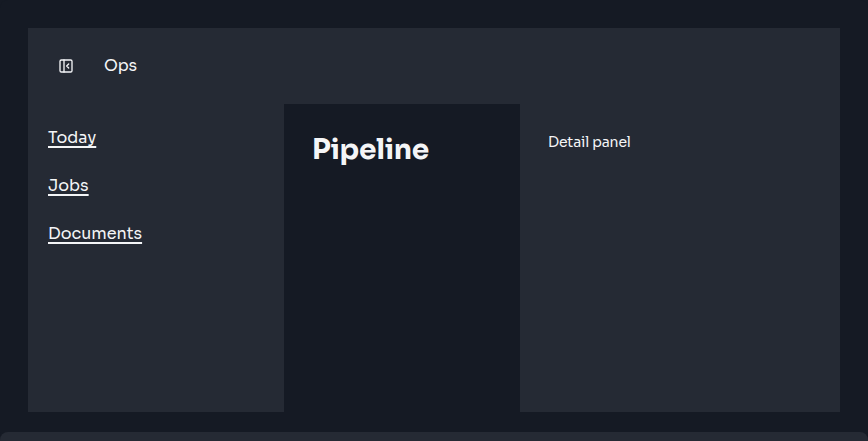 Ops
Today
Jobs
Documents
Pipeline
Detail panel